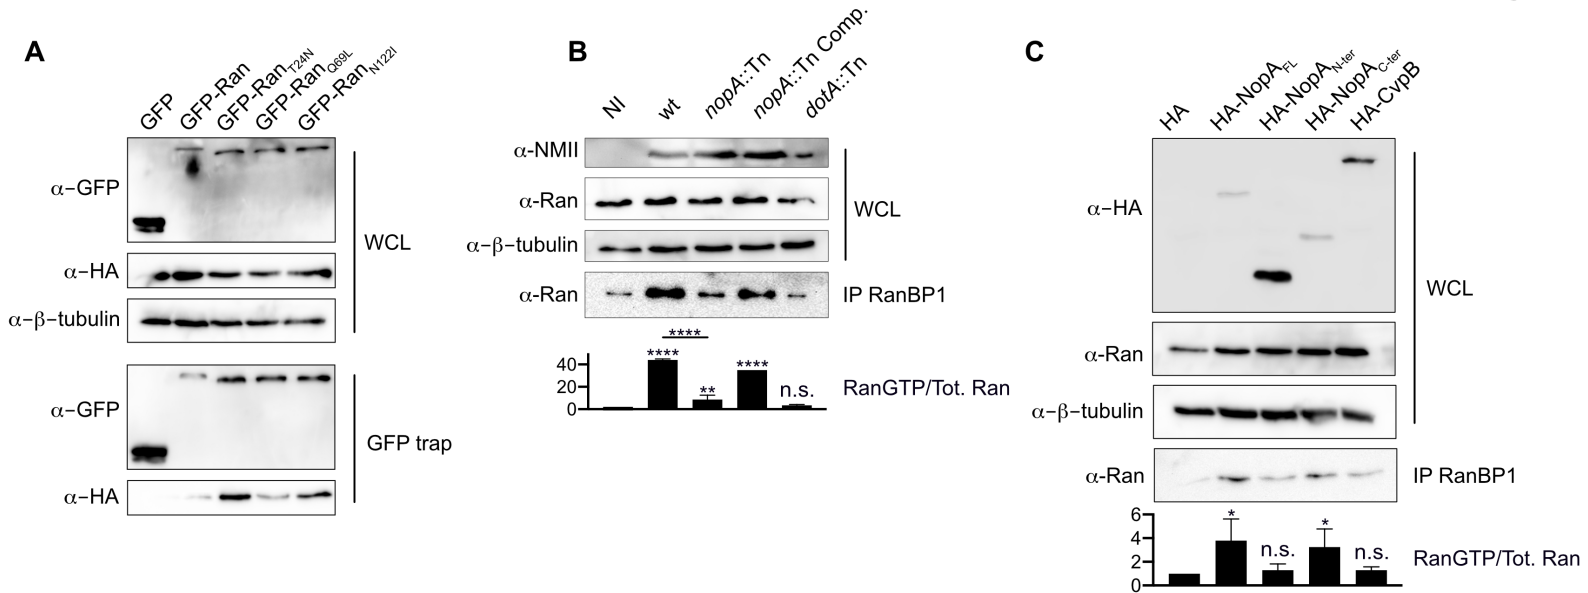 A
GFP
GFP-Ran
GFP-RanT24N
GFP-RanQ69L
GFP-RanN122I
α–GFP
α–HA
α–β–tubulin
WCL
α–GFP
α–HA
GFP trap
B
NI
wt
nopA::Tn
nopA::Tn Comp.
dotA::Tn
α-NMII
α-Ran
α–β–tubulin
WCL
α-Ran
IP RanBP1
****
**** ** **** n.s.
40
20
0
RanGTP/Tot. Ran
C
HA
HA-NopAFL
HA-NopAN-ter
HA-NopAC-ter
HA-CvpB
α–HA
α-Ran
α–β–tubulin
WCL
α-Ran
IP RanBP1
* n.s. * n.s.
6
4
2
0
RanGTP/Tot. Ran